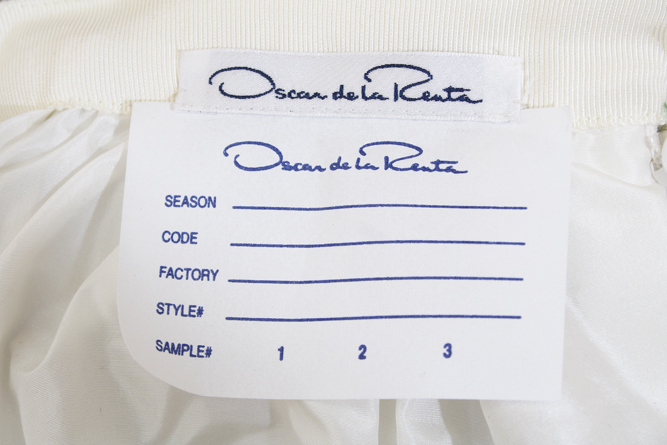 Oscar de la Renta
Oscar de la Renta
SEASON
CODE
FACTORY
STYLE#
SAMPLE# 1 2 3